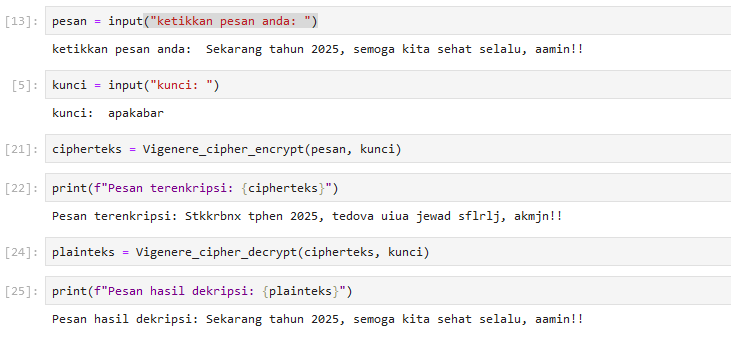 [13]: pesan = input("ketikkan pesan anda: ")
ketikkan pesan anda:  Sekarang tahun 2025, semoga kita sehat selalu, aamin!!
[5]: kunci = input("kunci: ")
kunci:  apakabar
[21]: cipherteks = Vigenere_cipher_encrypt(pesan, kunci)
[22]: print(f"Pesan terenkripsi: {cipherteks}")
Pesan terenkripsi: Stkkrbnx tphen 2025, tedova uiua jewad sflrlj, akmjn!!
[24]: plainteks = Vigenere_cipher_decrypt(cipherteks, kunci)
[25]: print(f"Pesan hasil dekripsi: {plainteks}")
Pesan hasil dekripsi: Sekarang tahun 2025, semoga kita sehat selalu, aamin!!